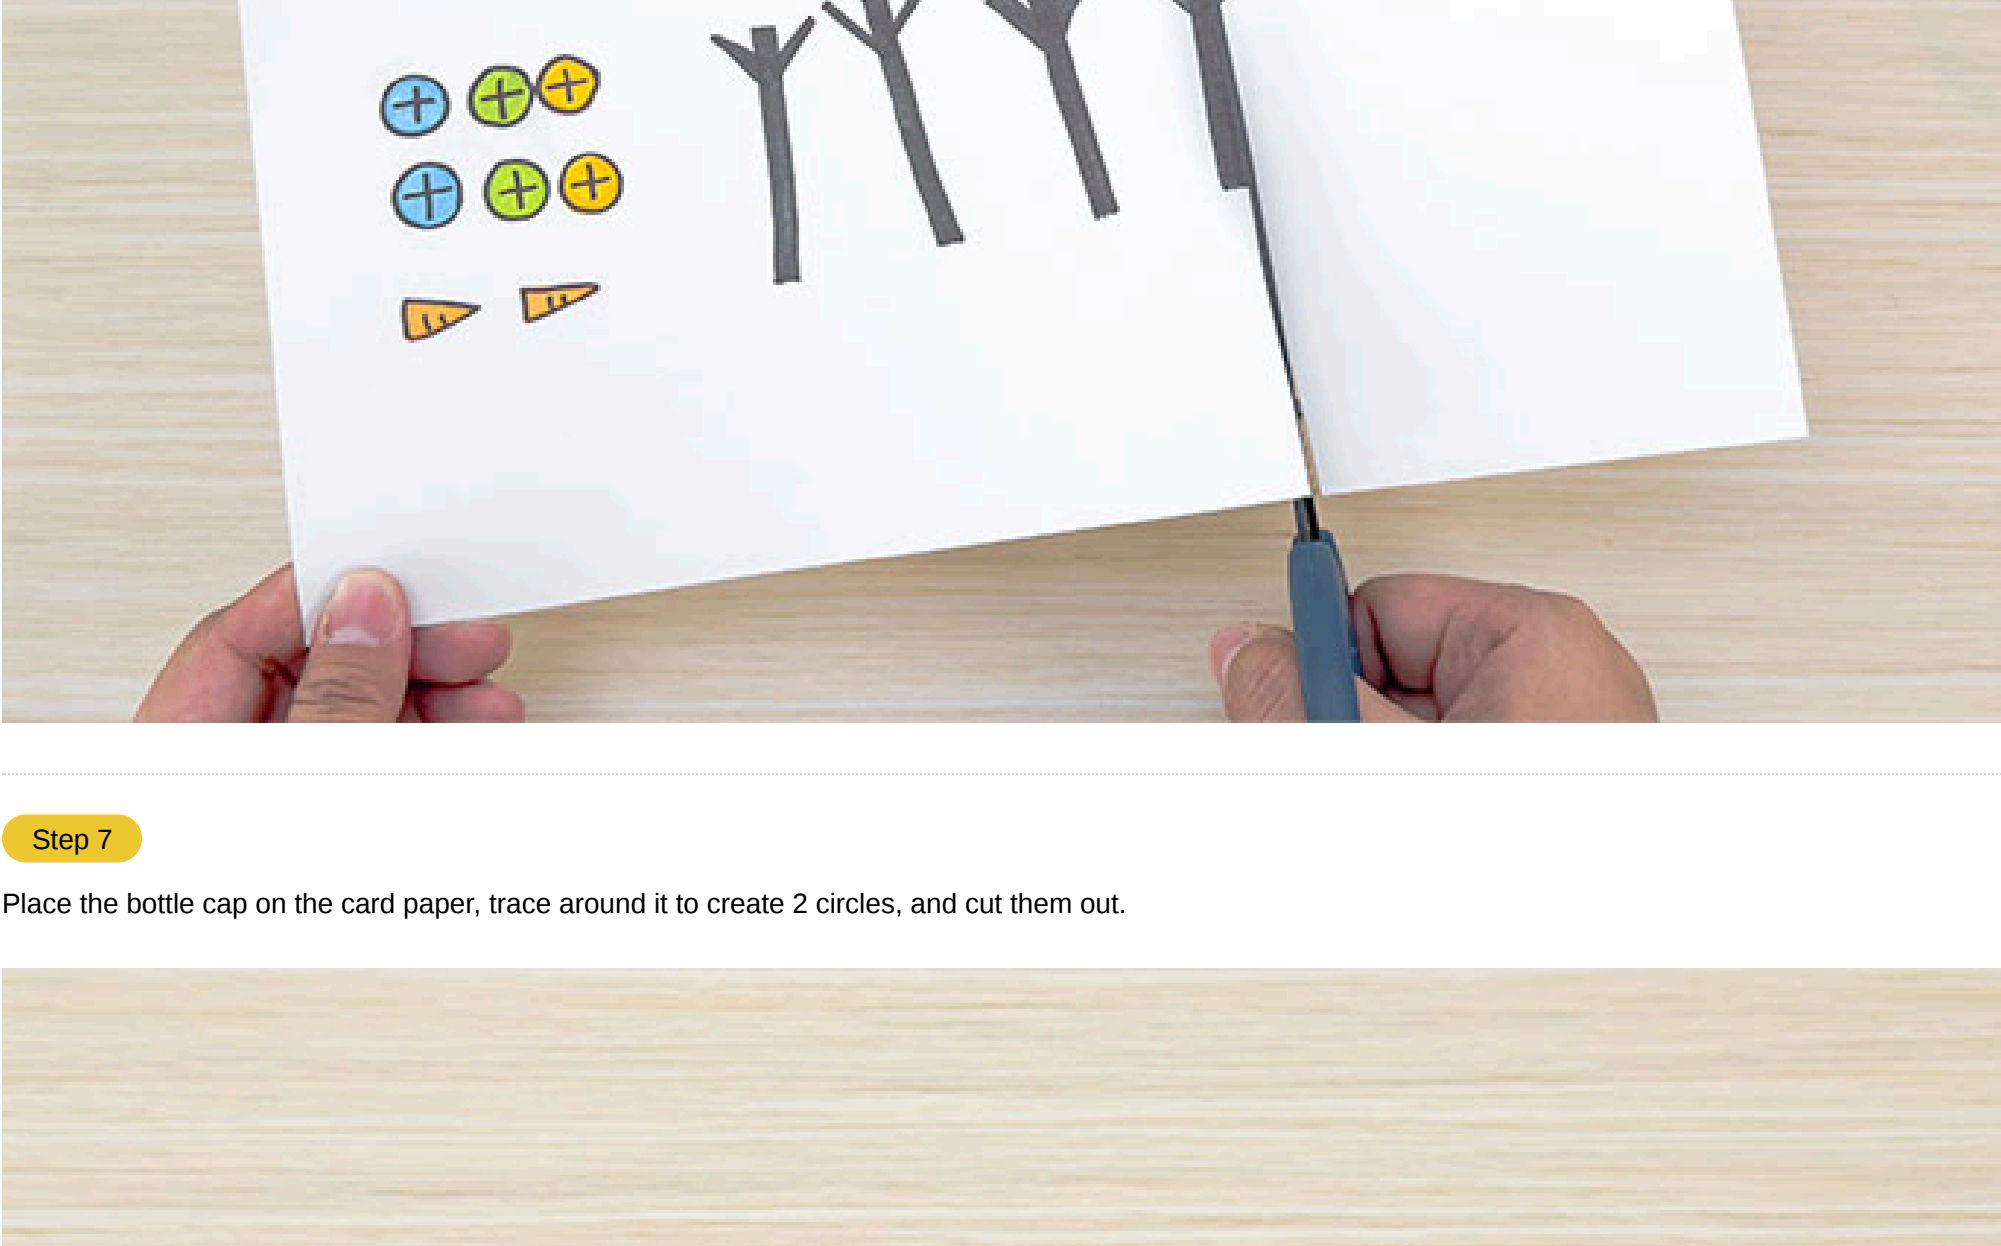 Step 7
Place the bottle cap on the card paper, trace around it to create 2 circles, and cut them out.